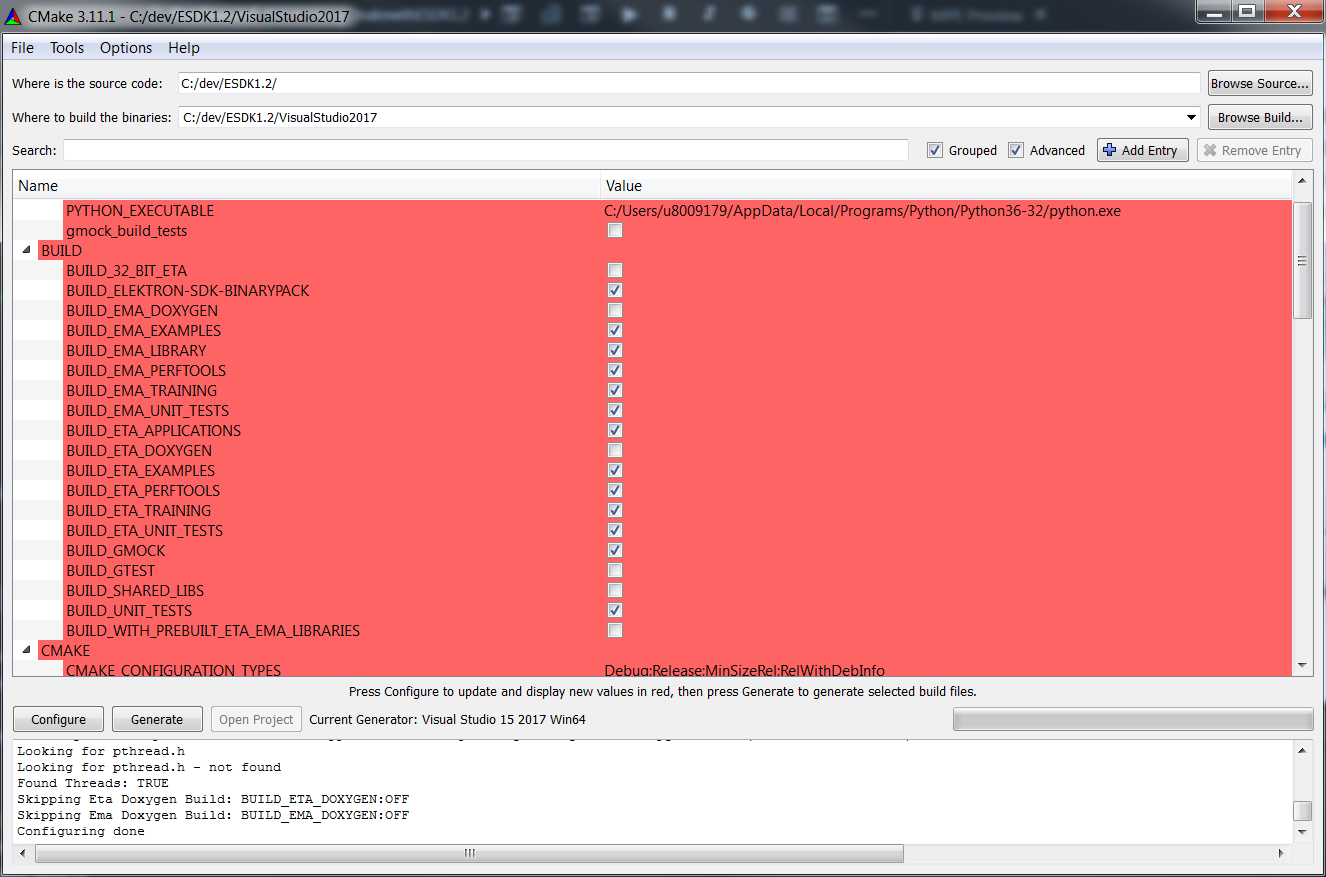 CMake 3.11.1 - C:/dev/ESDK1.2/VisualStudio2017
File Tools Options Help
Where is the source code: C:/dev/ESDK1.2/ Browse Source...
Where to build the binaries: C:/dev/ESDK1.2/VisualStudio2017 Browse Build...
Search: Grouped Advanced Add Entry Remove Entry
Name Value
PYTHON_EXECUTABLE C:/Users/u8009179/AppData/Local/Programs/Python/Python36-32/python.exe
gmock_build_tests
BUILD
BUILD_32_BIT_ETA
BUILD_ELEKTRON-SDK-BINARYPACK
BUILD_EMA_DOXYGEN
BUILD_EMA_EXAMPLES
BUILD_EMA_LIBRARY
BUILD_EMA_PERFTOOLS
BUILD_EMA_TRAINING
BUILD_EMA_UNIT_TESTS
BUILD_ETA_APPLICATIONS
BUILD_ETA_DOXYGEN
BUILD_ETA_EXAMPLES
BUILD_ETA_PERFTOOLS
BUILD_ETA_TRAINING
BUILD_ETA_UNIT_TESTS
BUILD_GMOCK
BUILD_GTEST
BUILD_SHARED_LIBS
BUILD_UNIT_TESTS
BUILD_WITH_PREBUILT_ETA_EMA_LIBRARIES
CMAKE
CMAKE_CONFIGURATION_TYPES Debug;Release;MinSizeRel;RelWithDebInfo
Press Configure to update and display new values in red, then press Generate to generate selected build files.
Configure Generate Open Project Current Generator: Visual Studio 15 2017 Win64
Looking for pthread.h
Looking for pthread.h - not found
Found Threads: TRUE
Skipping Eta Doxygen Build: BUILD_ETA_DOXYGEN:OFF
Skipping Ema Doxygen Build: BUILD_EMA_DOXYGEN:OFF
Configuring done